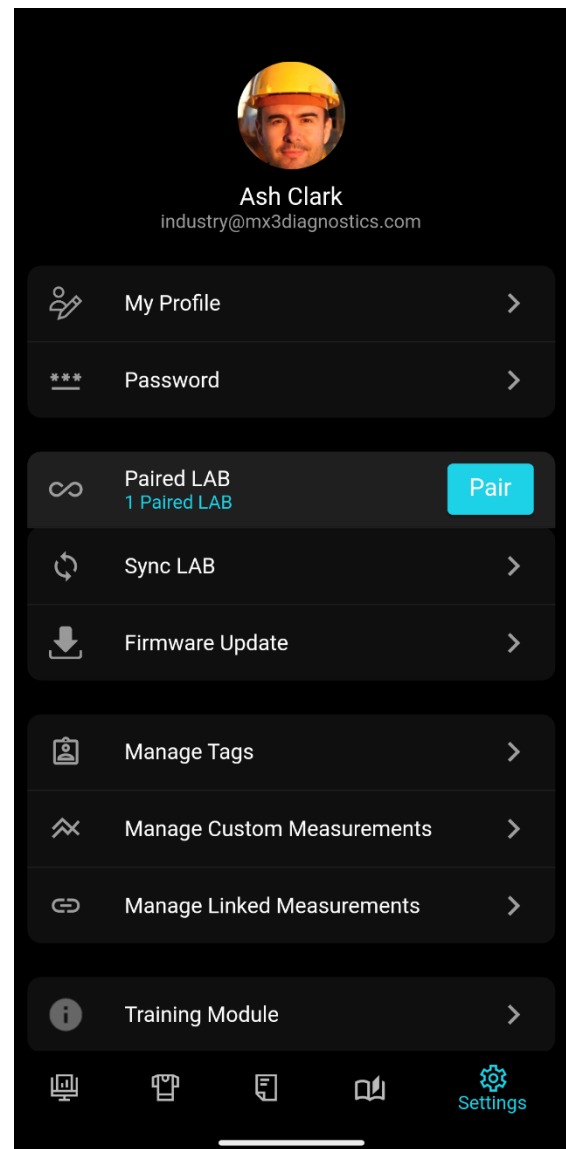 Ash Clark
industry@mx3diagnostics.com
My Profile
Password
Paired LAB
1 Paired LAB
Pair
Sync LAB
Firmware Update
Manage Tags
Manage Custom Measurements
Manage Linked Measurements
Training Module
Settings